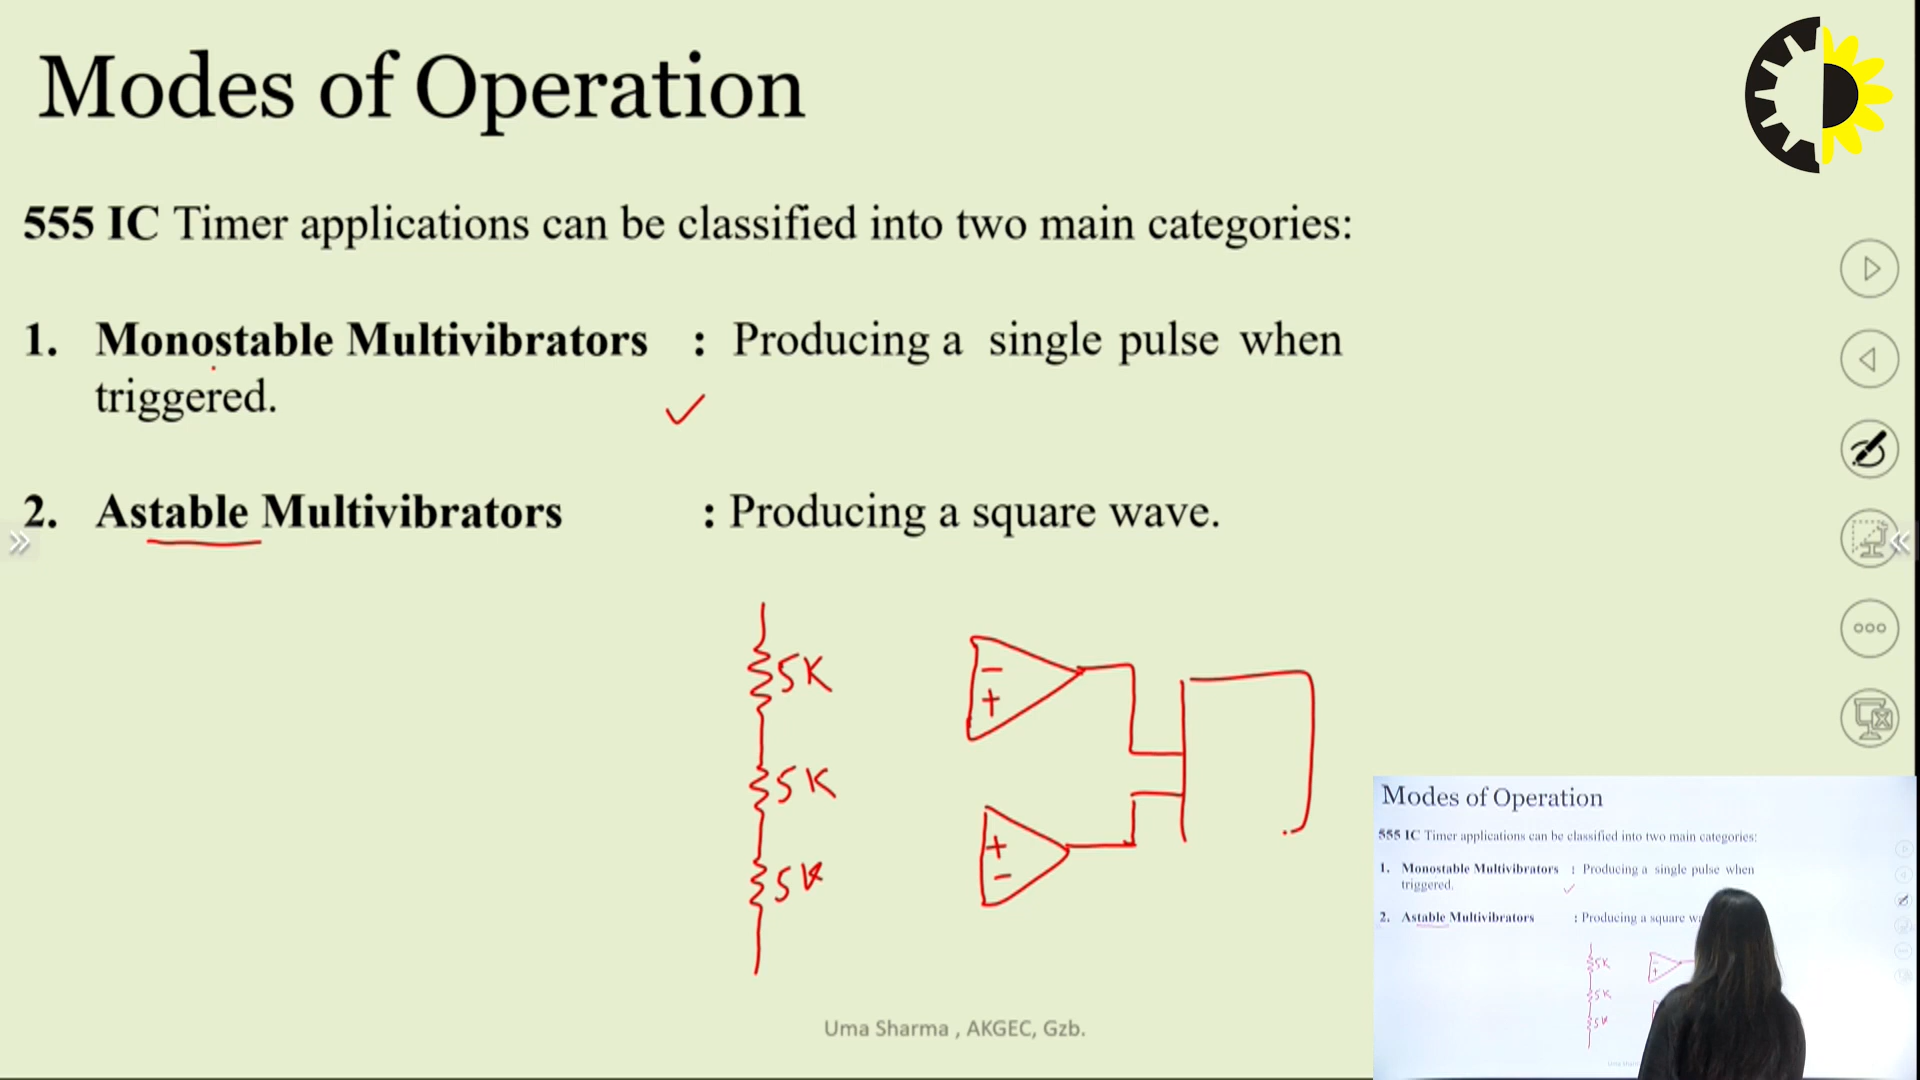 Modes of Operation
555 IC Timer applications can be classified into two main categories:
1. Monostable Multivibrators : Producing a single pulse when
triggered.
2. Astable Multivibrators : Producing a square wave.
5K
- +
5K
+ -
5K
Uma Sharma , AKGEC, Gzb.
Modes of Operation
555 IC Timer applications can be classified into two main categories:
1. Monostable Multivibrators : Producing a single pulse when
triggered.
2. Astable Multivibrators : Producing a square
5K
- +
5K
5K